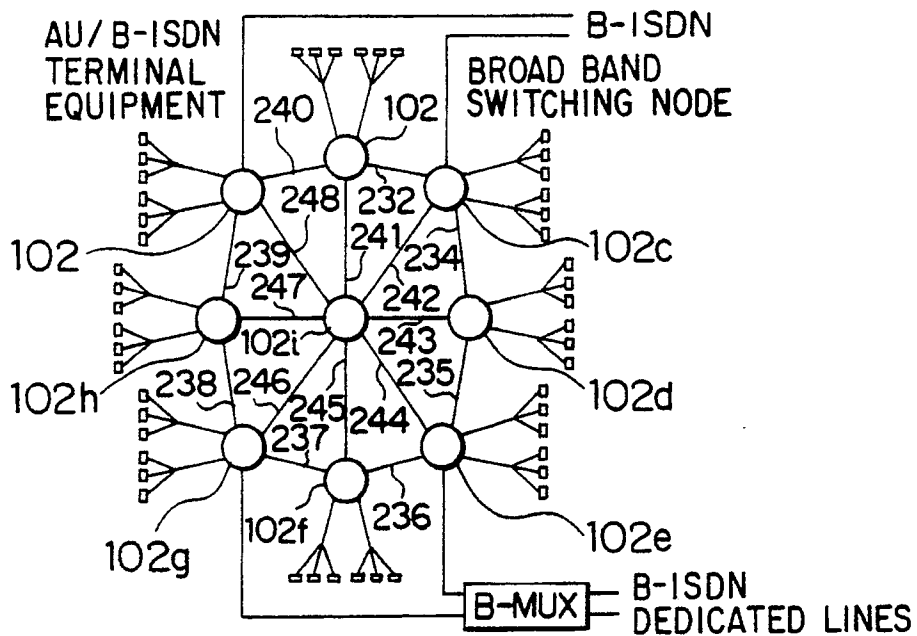 AU/B-ISDN
TERMINAL
EQUIPMENT
B-ISDN
BROAD BAND
SWITCHING NODE
240
102
248
232
102
239
241
234
102c
247
242
102i
243
102h
238
246
245
244
235
102d
237
102g
102f
236
102e
B-MUX
B-ISDN
DEDICATED LINES